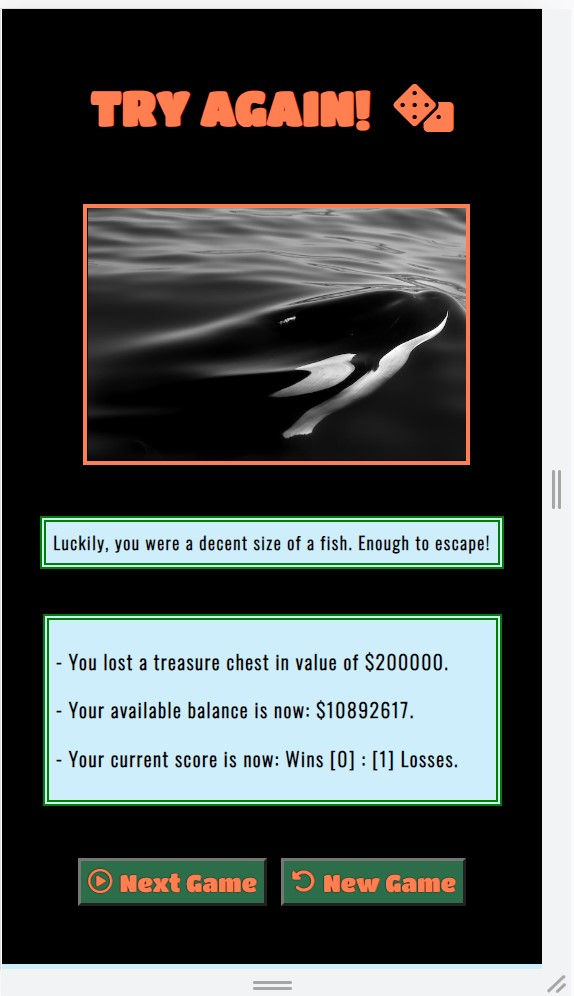 TRY AGAIN!
Luckily, you were a decent size of a fish. Enough to escape!
- You lost a treasure chest in value of $200000.
- Your available balance is now: $10892617.
- Your current score is now: Wins [0] : [1] Losses.
Next Game New Game